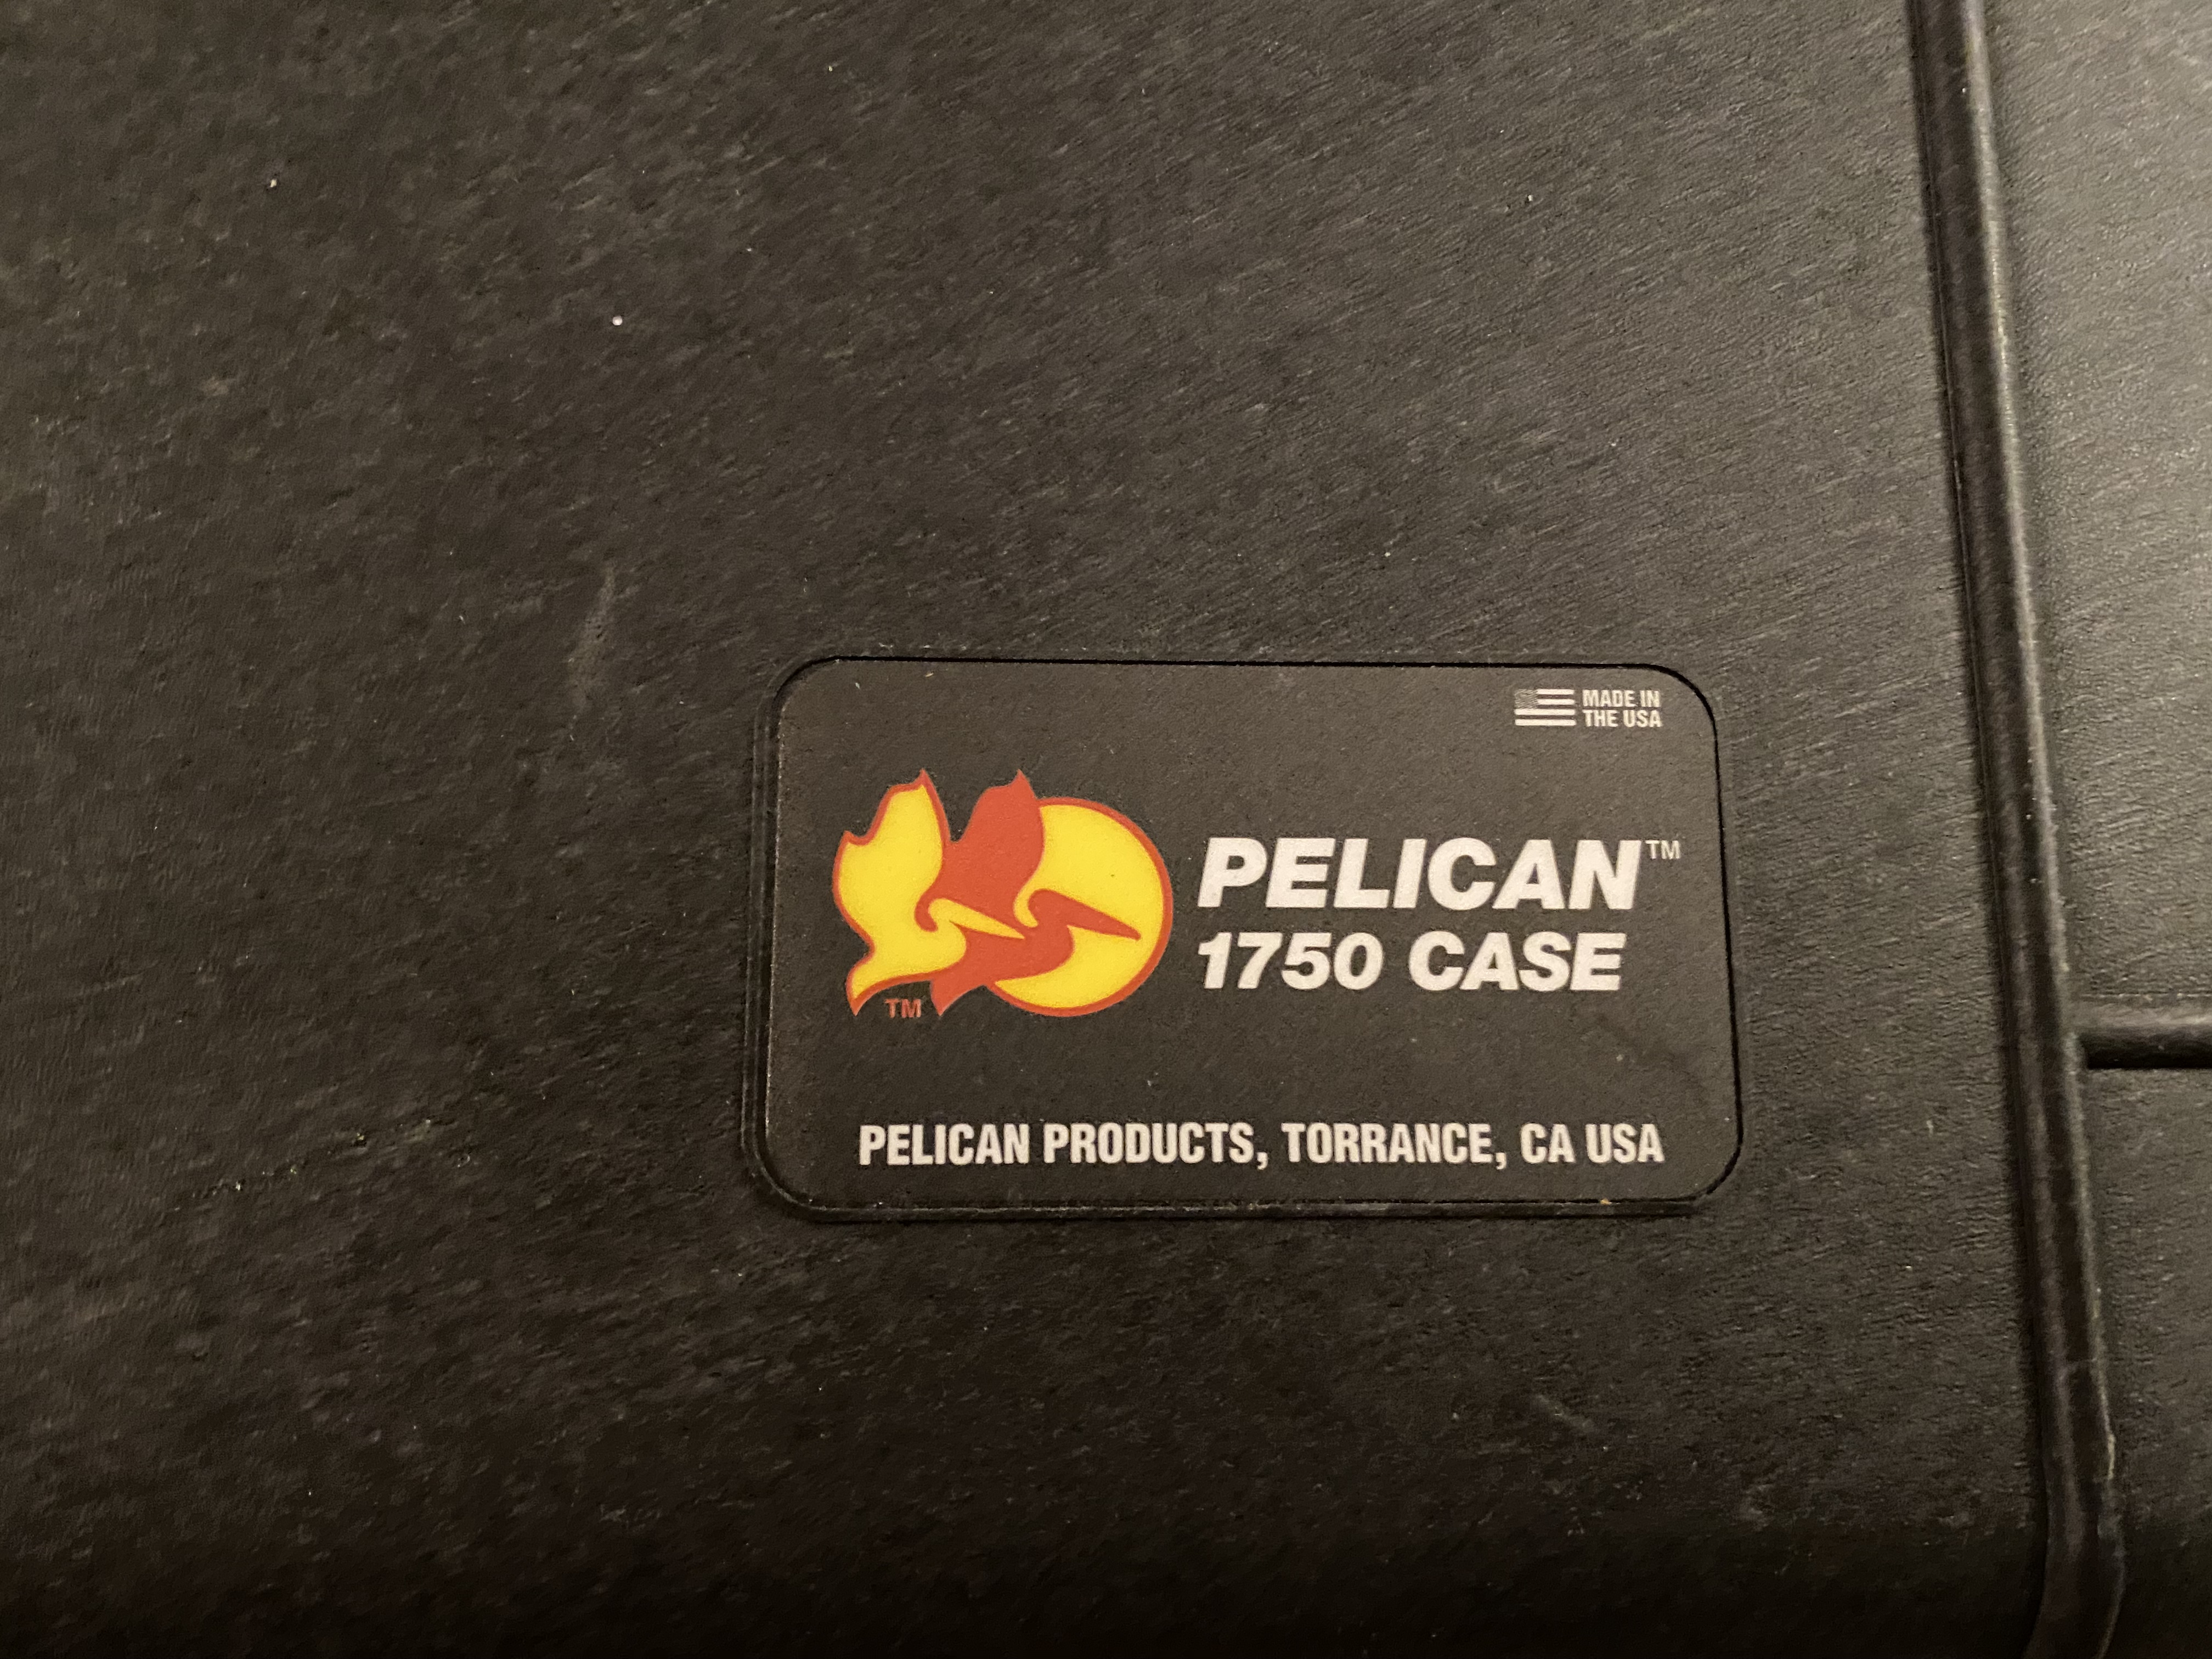 MADE IN
THE USA
PELICAN™
1750 CASE
TM
PELICAN PRODUCTS, TORRANCE, CA USA